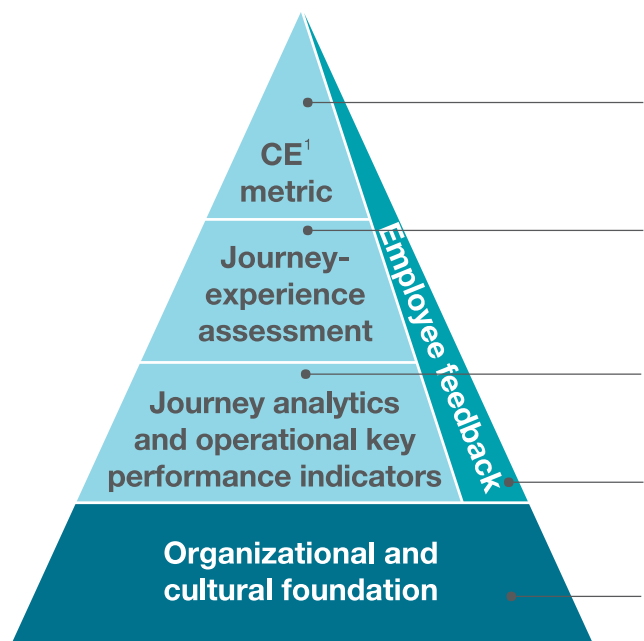 CE¹
metric
Journey-
experience
assessment
Employee feedback
Journey analytics
and operational key
performance indicators
Organizational and
cultural foundation